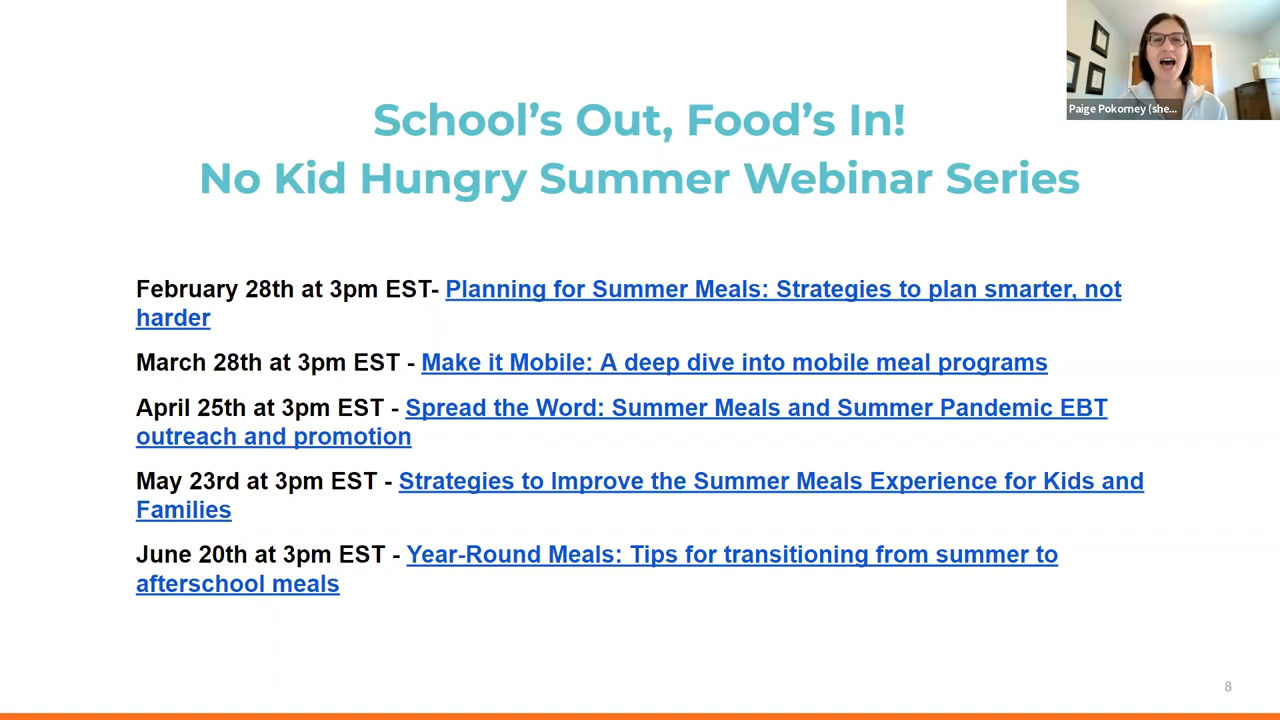 Paige Pokorney (she...
School's Out, Food's In!
No Kid Hungry Summer Webinar Series
February 28th at 3pm EST- Planning for Summer Meals: Strategies to plan smarter, not
harder
March 28th at 3pm EST - Make it Mobile: A deep dive into mobile meal programs
April 25th at 3pm EST - Spread the Word: Summer Meals and Summer Pandemic EBT
outreach and promotion
May 23rd at 3pm EST - Strategies to Improve the Summer Meals Experience for Kids and
Families
June 20th at 3pm EST - Year-Round Meals: Tips for transitioning from summer to
afterschool meals
8